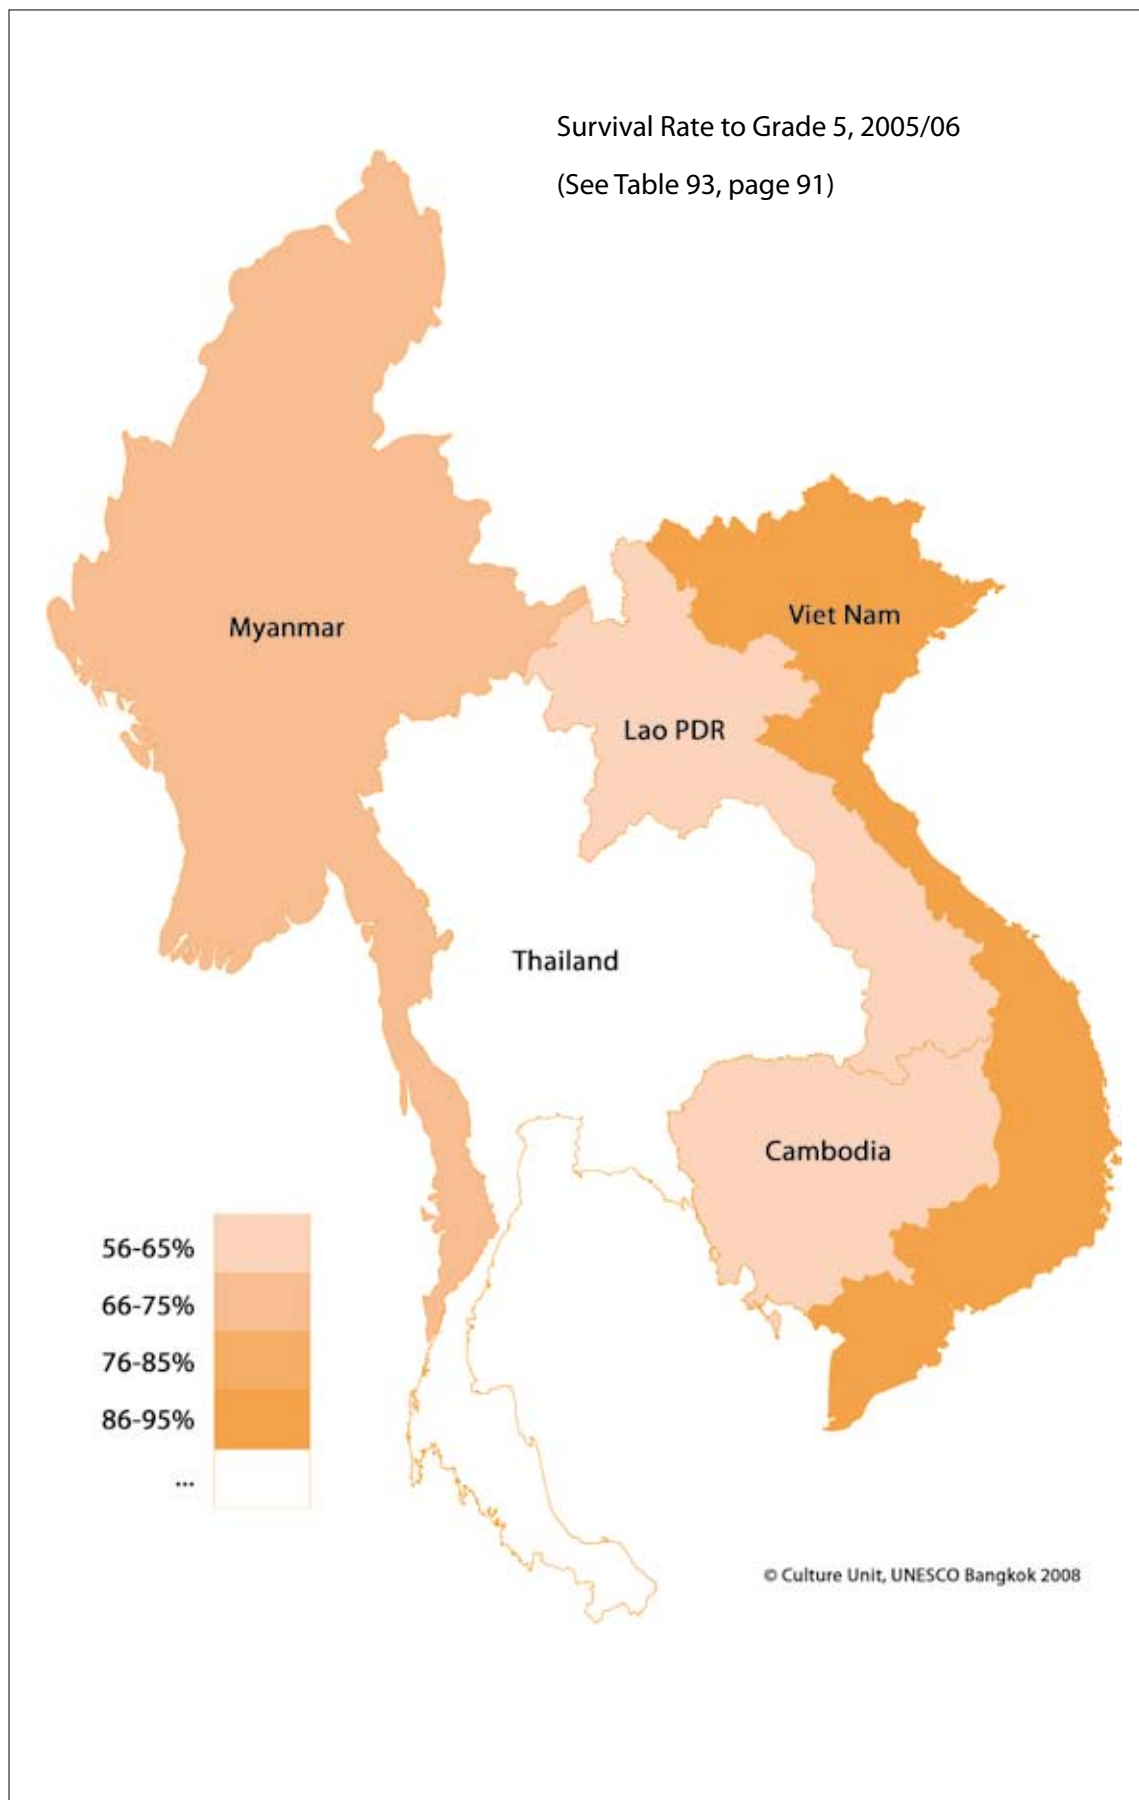 Survival Rate to Grade 5, 2005/06
(See Table 93, page 91)
Myanmar
Viet Nam
Lao PDR
Thailand
Cambodia
56-65%
66-75%
76-85%
86-95%
...
© Culture Unit, UNESCO Bangkok 2008